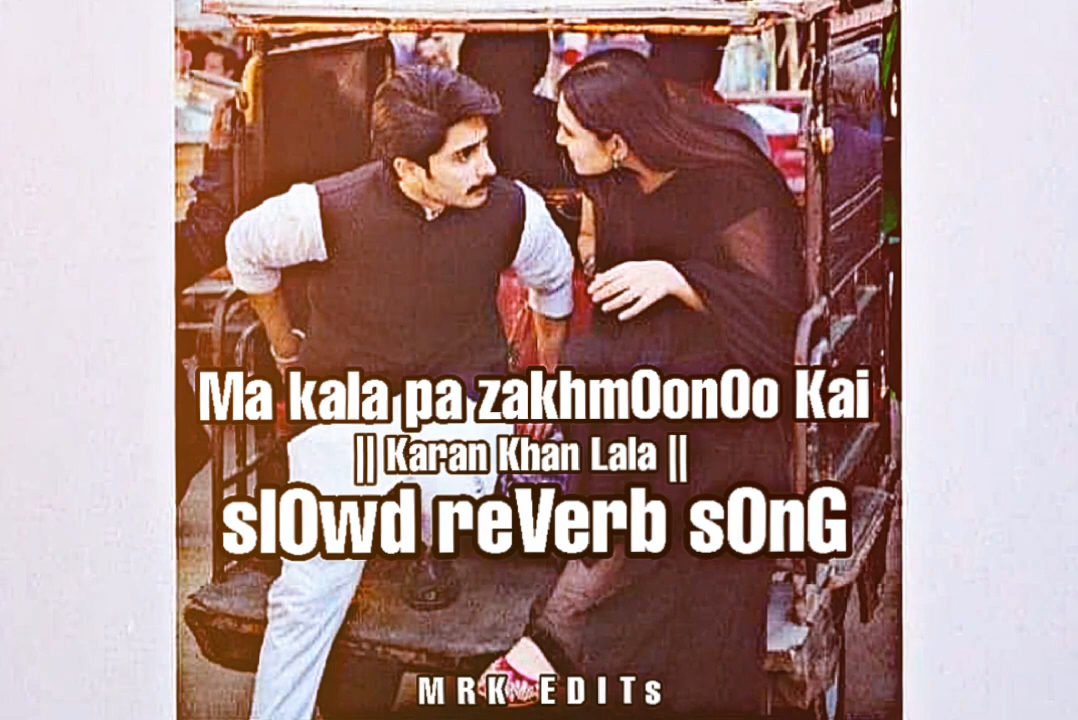 Ma kala pa zakhmOonOo Kai
|| Karan Khan Lala ||
slOwd reVerb sOnG
MRK EDITs